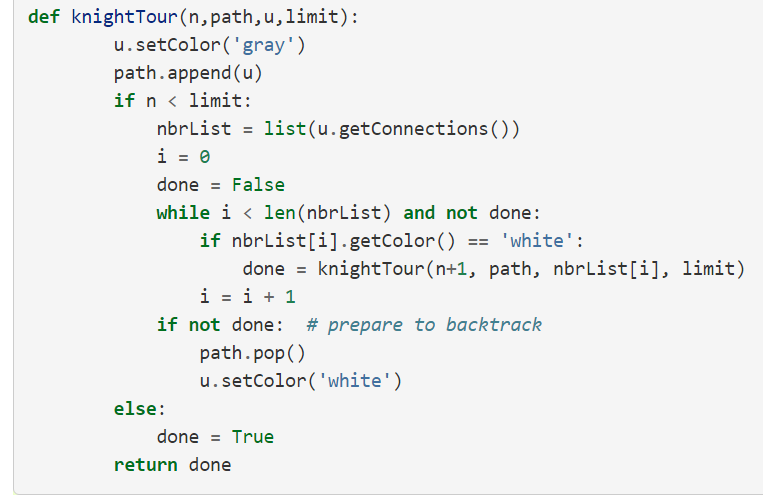 def knightTour(n,path,u,limit):
        u.setColor('gray')
        path.append(u)
        if n < limit:
            nbrList = list(u.getConnections())
            i = 0
            done = False
            while i < len(nbrList) and not done:
                if nbrList[i].getColor() == 'white':
                    done = knightTour(n+1, path, nbrList[i], limit)
                i = i + 1
            if not done:  # prepare to backtrack
                path.pop()
                u.setColor('white')
        else:
            done = True
        return done